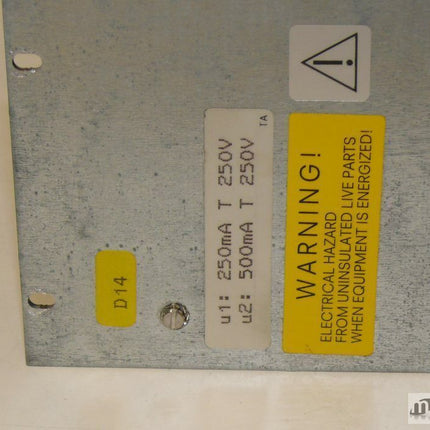 D14
u1: 250mA T 250V
u2: 500mA T 250V
TA
WARNING!
ELECTRICAL HAZARD
FROM UNINSULATED LIVE PARTS
WHEN EQUIPMENT IS ENERGIZED!